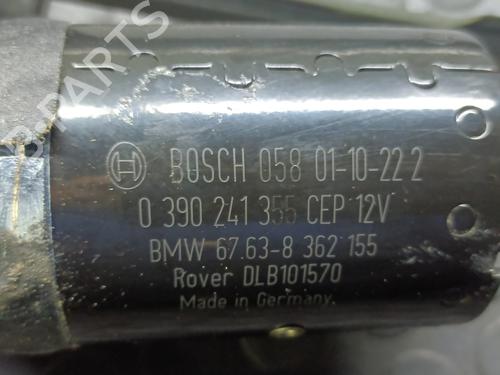 B-PARTS
BOSCH 058 01-10-22 2
0 390 241 355 CEP 12V
BMW 67.63-8 362 155
Rover DLB101570
Made in Germany.